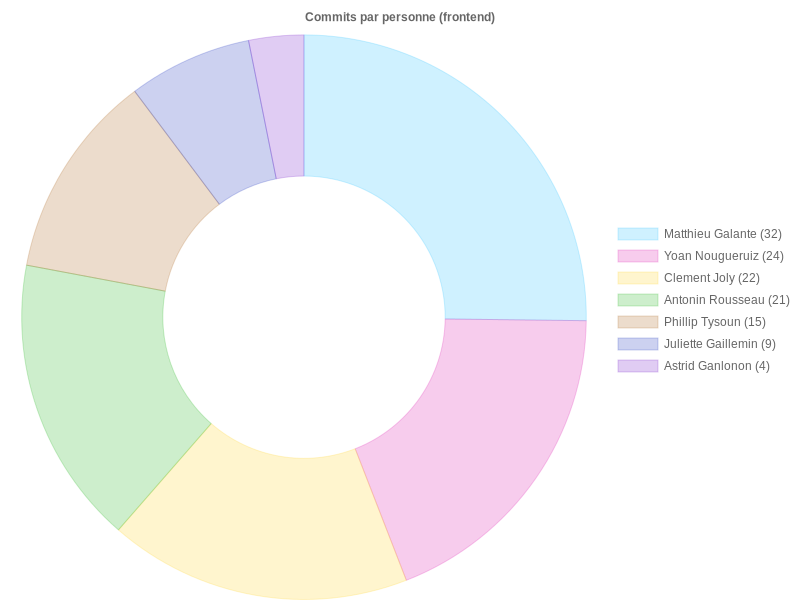 Commits par personne (frontend)
Matthieu Galante (32)
Yoan Nougueruiz (24)
Clement Joly (22)
Antonin Rousseau (21)
Phillip Tysoun (15)
Juliette Gaillemin (9)
Astrid Ganlonon (4)